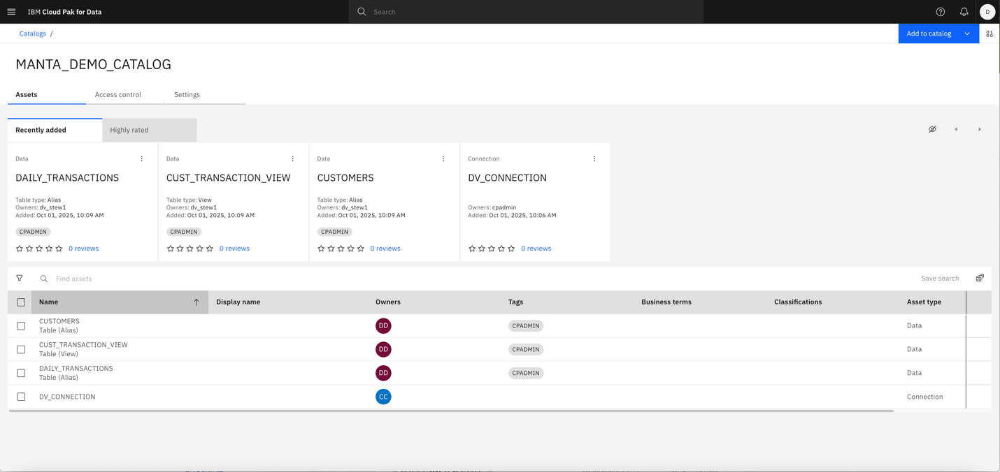 IBM Cloud Pak for Data
Search
D
Catalogs /
Add to catalog
MANTA_DEMO_CATALOG
Assets
Access control
Settings
Recently added
Highly rated
Data
DAILY_TRANSACTIONS
Table type: Alias
Owners: dv_stew1
Added: Oct 01, 2025, 10:09 AM
CPADMIN
0 reviews
Data
CUST_TRANSACTION_VIEW
Table type: View
Owners: dv_stew1
Added: Oct 01, 2025, 10:09 AM
CPADMIN
0 reviews
Data
CUSTOMERS
Table type: Alias
Owners: dv_stew1
Added: Oct 01, 2025, 10:09 AM
CPADMIN
0 reviews
Connection
DV_CONNECTION
Owners: cpadmin
Added: Oct 01, 2025, 10:06 AM
0 reviews
Find assets
Save search
Name Display name Owners Tags Business terms Classifications Asset type
CUSTOMERS
Table (Alias)
DD CPADMIN Data
CUST_TRANSACTION_VIEW
Table (View)
DD CPADMIN Data
DAILY_TRANSACTIONS
Table (Alias)
DD CPADMIN Data
DV_CONNECTION CC Connection